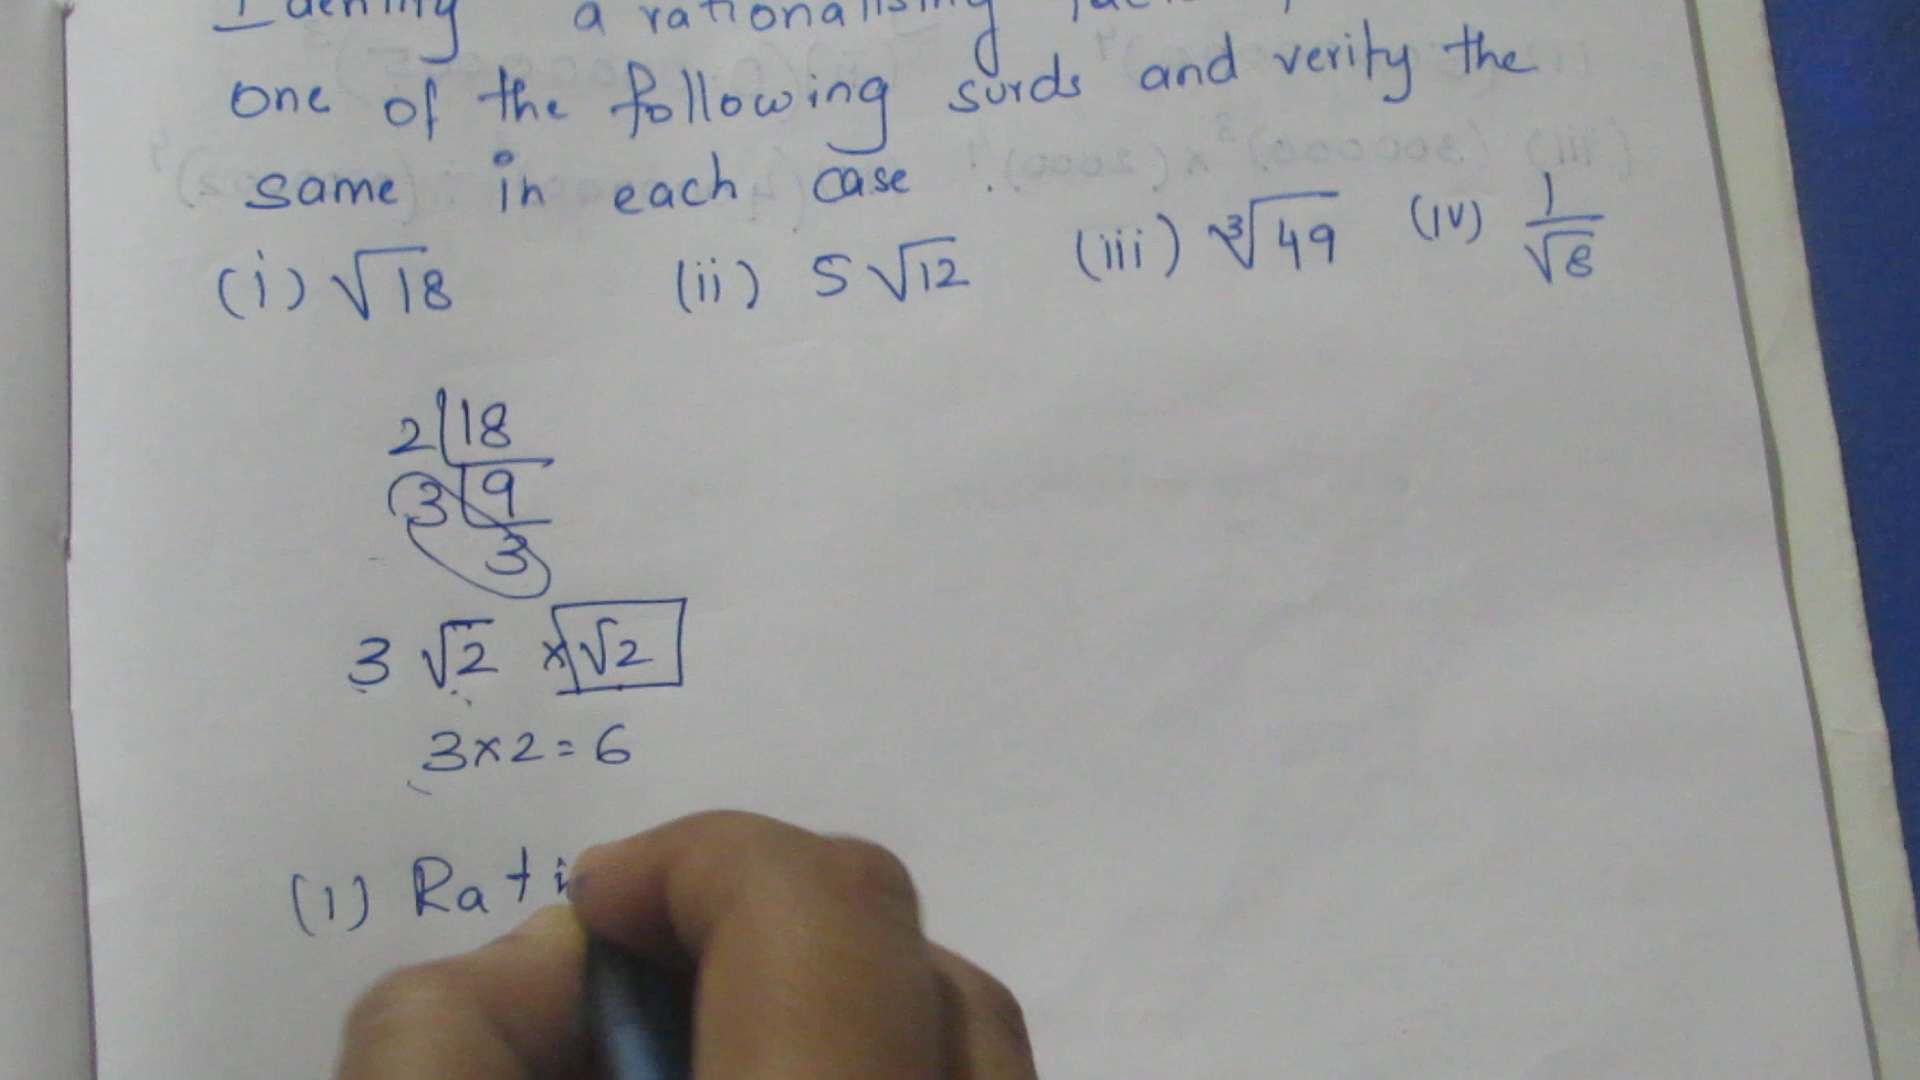 a rationalising
one of the following surds and verify the
same in each case .
(i) √18 (ii) 5√12 (iii) ∛49 (iv) 1/√8
2 | 18
3 | 9
3
3 √2 × √2
3×2=6
(1) Rati